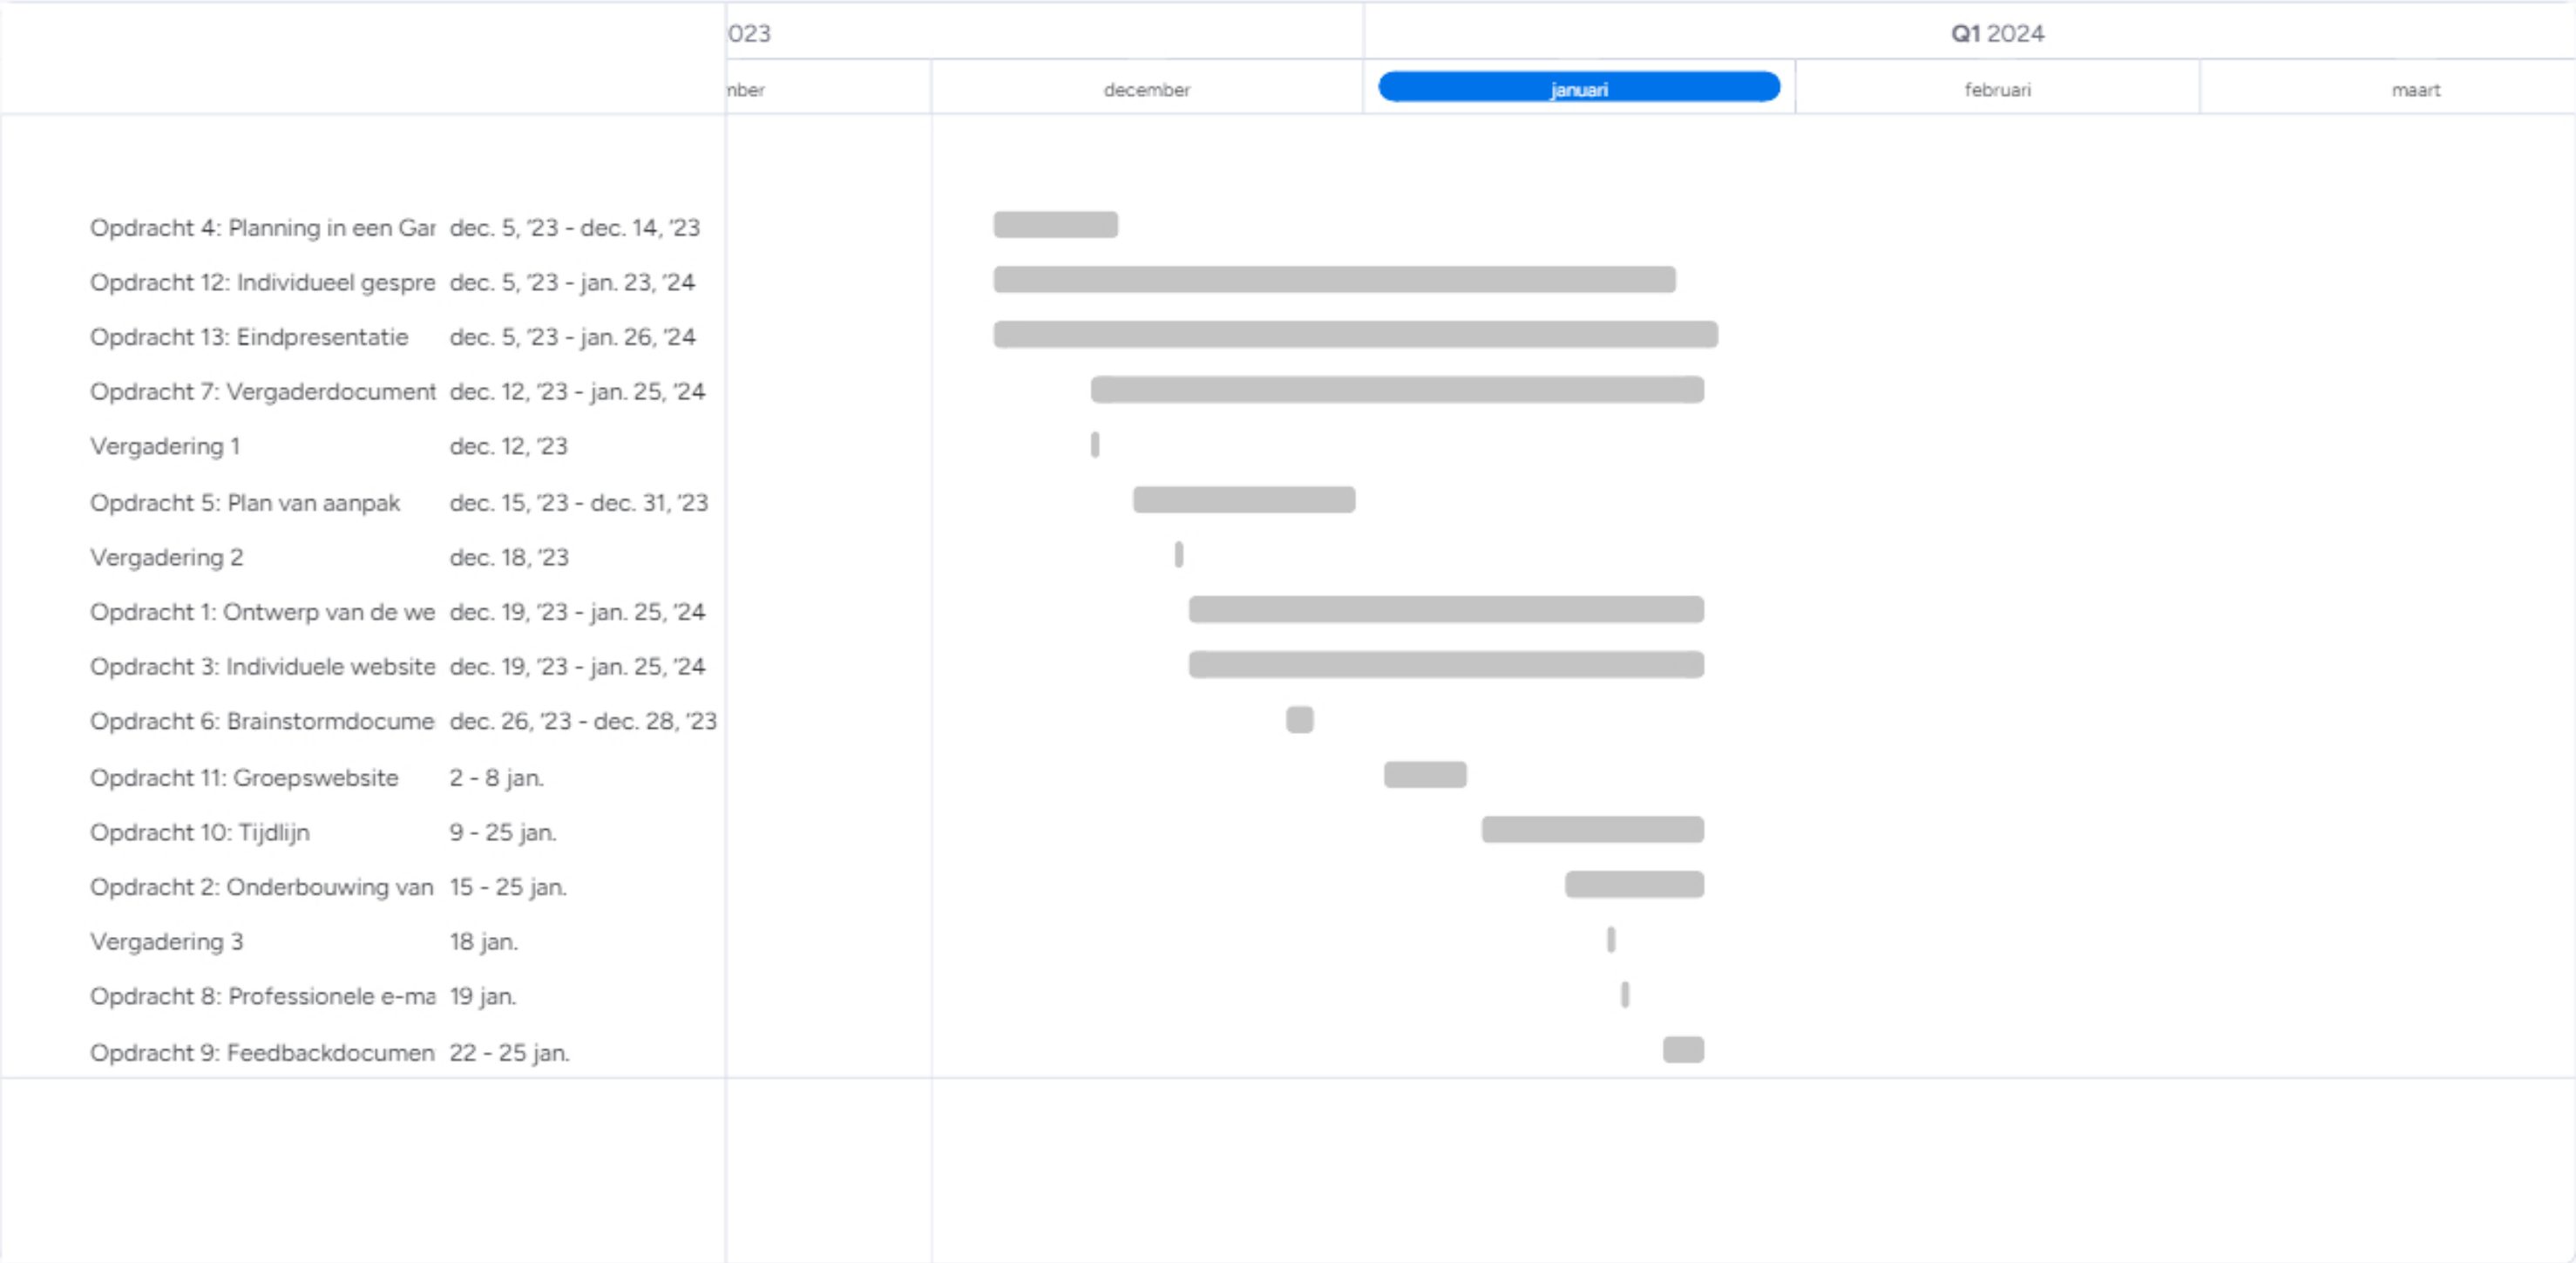 023 Q1 2024
mber december januari februari maart
Opdracht 4: Planning in een Gar dec. 5, '23 - dec. 14, '23
Opdracht 12: Individueel gespre dec. 5, '23 - jan. 23, '24
Opdracht 13: Eindpresentatie dec. 5, '23 - jan. 26, '24
Opdracht 7: Vergaderdocument dec. 12, '23 - jan. 25, '24
Vergadering 1 dec. 12, '23
Opdracht 5: Plan van aanpak dec. 15, '23 - dec. 31, '23
Vergadering 2 dec. 18, '23
Opdracht 1: Ontwerp van de we dec. 19, '23 - jan. 25, '24
Opdracht 3: Individuele website dec. 19, '23 - jan. 25, '24
Opdracht 6: Brainstormdocume dec. 26, '23 - dec. 28, '23
Opdracht 11: Groepswebsite 2 - 8 jan.
Opdracht 10: Tijdlijn 9 - 25 jan.
Opdracht 2: Onderbouwing van 15 - 25 jan.
Vergadering 3 18 jan.
Opdracht 8: Professionele e-ma 19 jan.
Opdracht 9: Feedbackdocumen 22 - 25 jan.